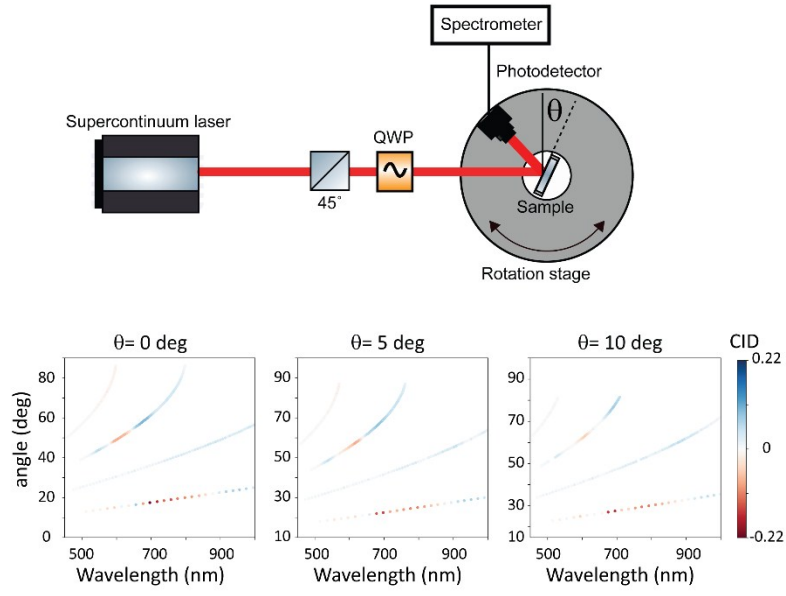 Spectrometer
Photodetector
Supercontinuum laser
QWP
θ
45°
Sample
Rotation stage
θ= 0 deg
θ= 5 deg
θ= 10 deg
CID
angle (deg)
80
60
40
20
0
90
70
50
30
10
90
70
50
30
10
0.22
0
-0.22
500 700 900
500 700 900
500 700 900
Wavelength (nm)
Wavelength (nm)
Wavelength (nm)